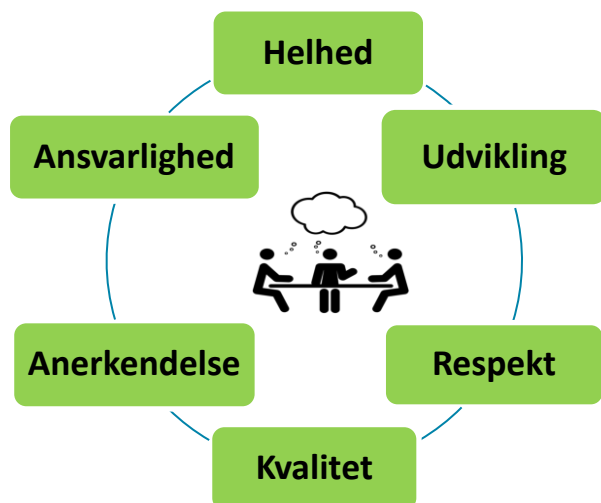 Helhed
Udvikling
Respekt
Kvalitet
Anerkendelse
Ansvarlighed